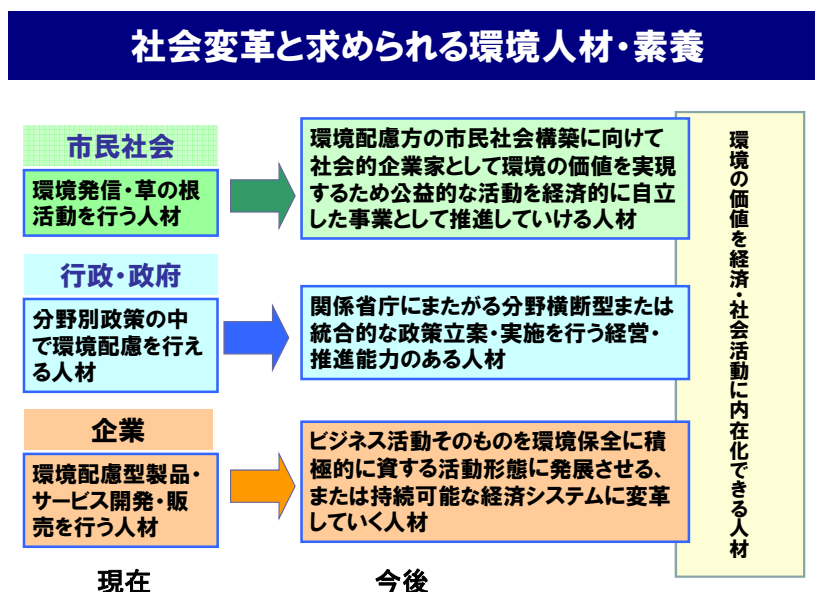 社会変革と求められる環境人材・素養
市民社会
環境発信・草の根
活動を行う人材
環境配慮方の市民社会構築に向けて
社会的企業家として環境の価値を実現
するため公益的な活動を経済的に自立
した事業として推進していける人材
行政・政府
分野別政策の中
で環境配慮を行え
る人材
関係省庁にまたがる分野横断型または
統合的な政策立案・実施を行う経営・
推進能力のある人材
企業
環境配慮型製品・
サービス開発・販
売を行う人材
ビジネス活動そのものを環境保全に積
極的に資する活動形態に発展させる、
または持続可能な経済システムに変革
していく人材
環境の価値を経済・社会活動に内在化できる人材
現在
今後